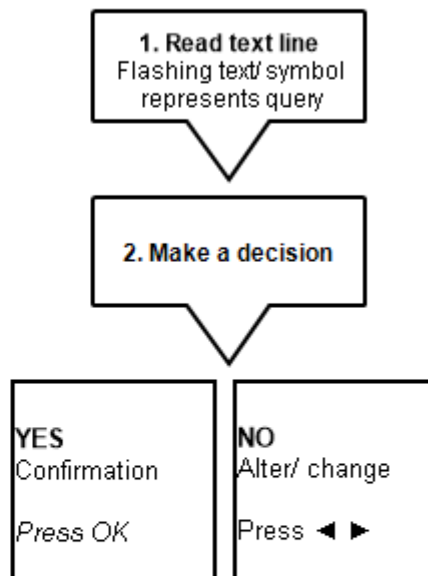 1. Read text line
Flashing text/ symbol
represents query
2. Make a decision
YES
Confirmation
Press OK
NO
Alter/ change
Press ◄ ►